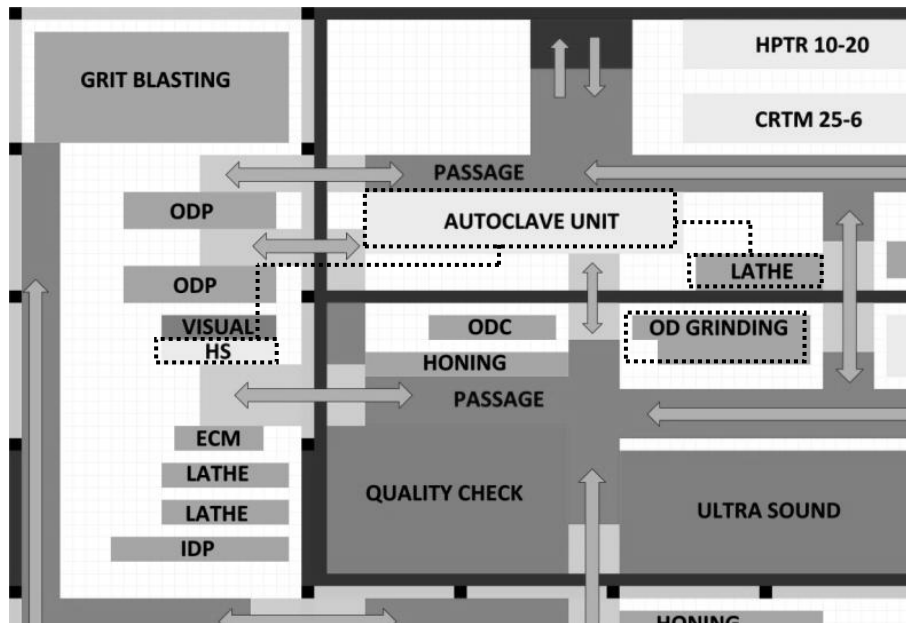 GRIT BLASTING
HPTR 10-20
CRTM 25-6
PASSAGE
ODP
AUTOCLAVE UNIT
ODP
LATHE
VISUAL
ODC
OD GRINDING
HS
HONING
PASSAGE
ECM
LATHE
QUALITY CHECK
LATHE
ULTRA SOUND
IDP
HONING